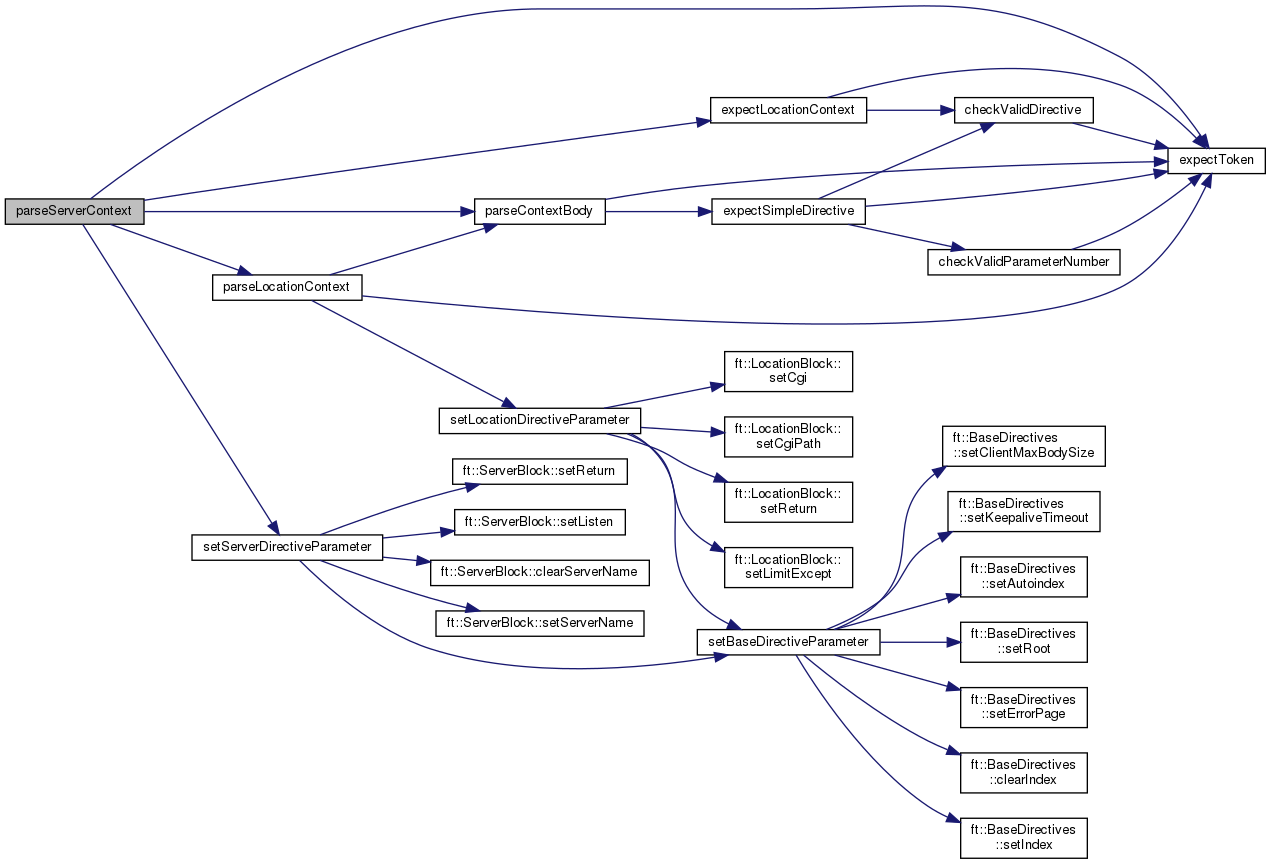 parseServerContext
expectLocationContext
checkValidDirective
expectToken
parseContextBody
expectSimpleDirective
checkValidParameterNumber
parseLocationContext
setLocationDirectiveParameter
ft::LocationBlock::
setCgi
ft::LocationBlock::
setCgiPath
ft::LocationBlock::
setReturn
ft::LocationBlock::
setLimitExcept
setServerDirectiveParameter
ft::ServerBlock::setReturn
ft::ServerBlock::setListen
ft::ServerBlock::clearServerName
ft::ServerBlock::setServerName
setBaseDirectiveParameter
ft::BaseDirectives
::setClientMaxBodySize
ft::BaseDirectives
::setKeepaliveTimeout
ft::BaseDirectives
::setAutoindex
ft::BaseDirectives
::setRoot
ft::BaseDirectives
::setErrorPage
ft::BaseDirectives
::clearIndex
ft::BaseDirectives
::setIndex